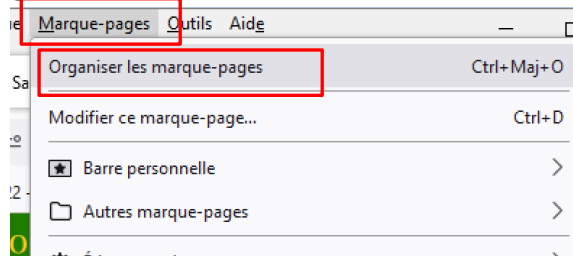 Marque-pages Outils Aide
Organiser les marque-pages Ctrl+Maj+O
Sa
Modifier ce marque-page... Ctrl+D
Barre personnelle
Autres marque-pages